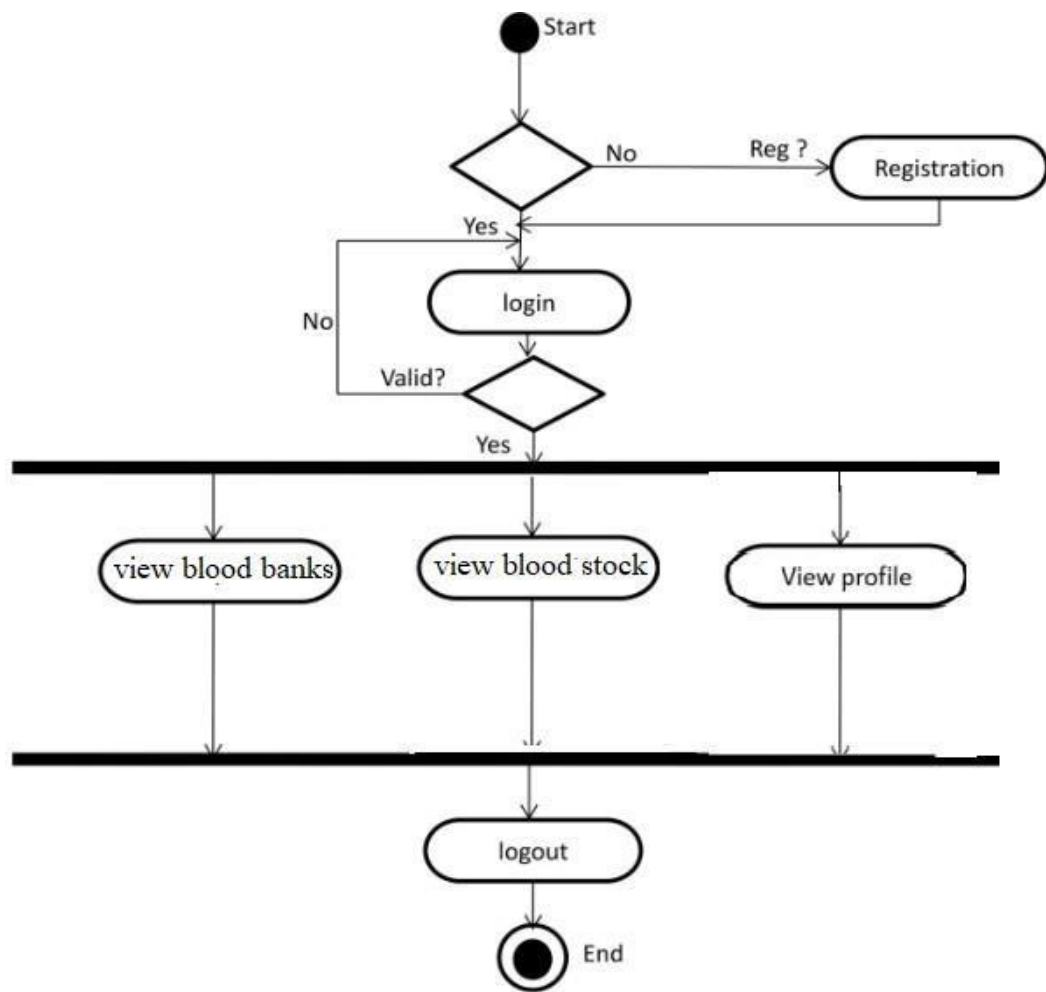 Start
No
Reg ?
Registration
Yes
login
No
Valid?
Yes
view blood banks
view blood stock
View profile
logout
End